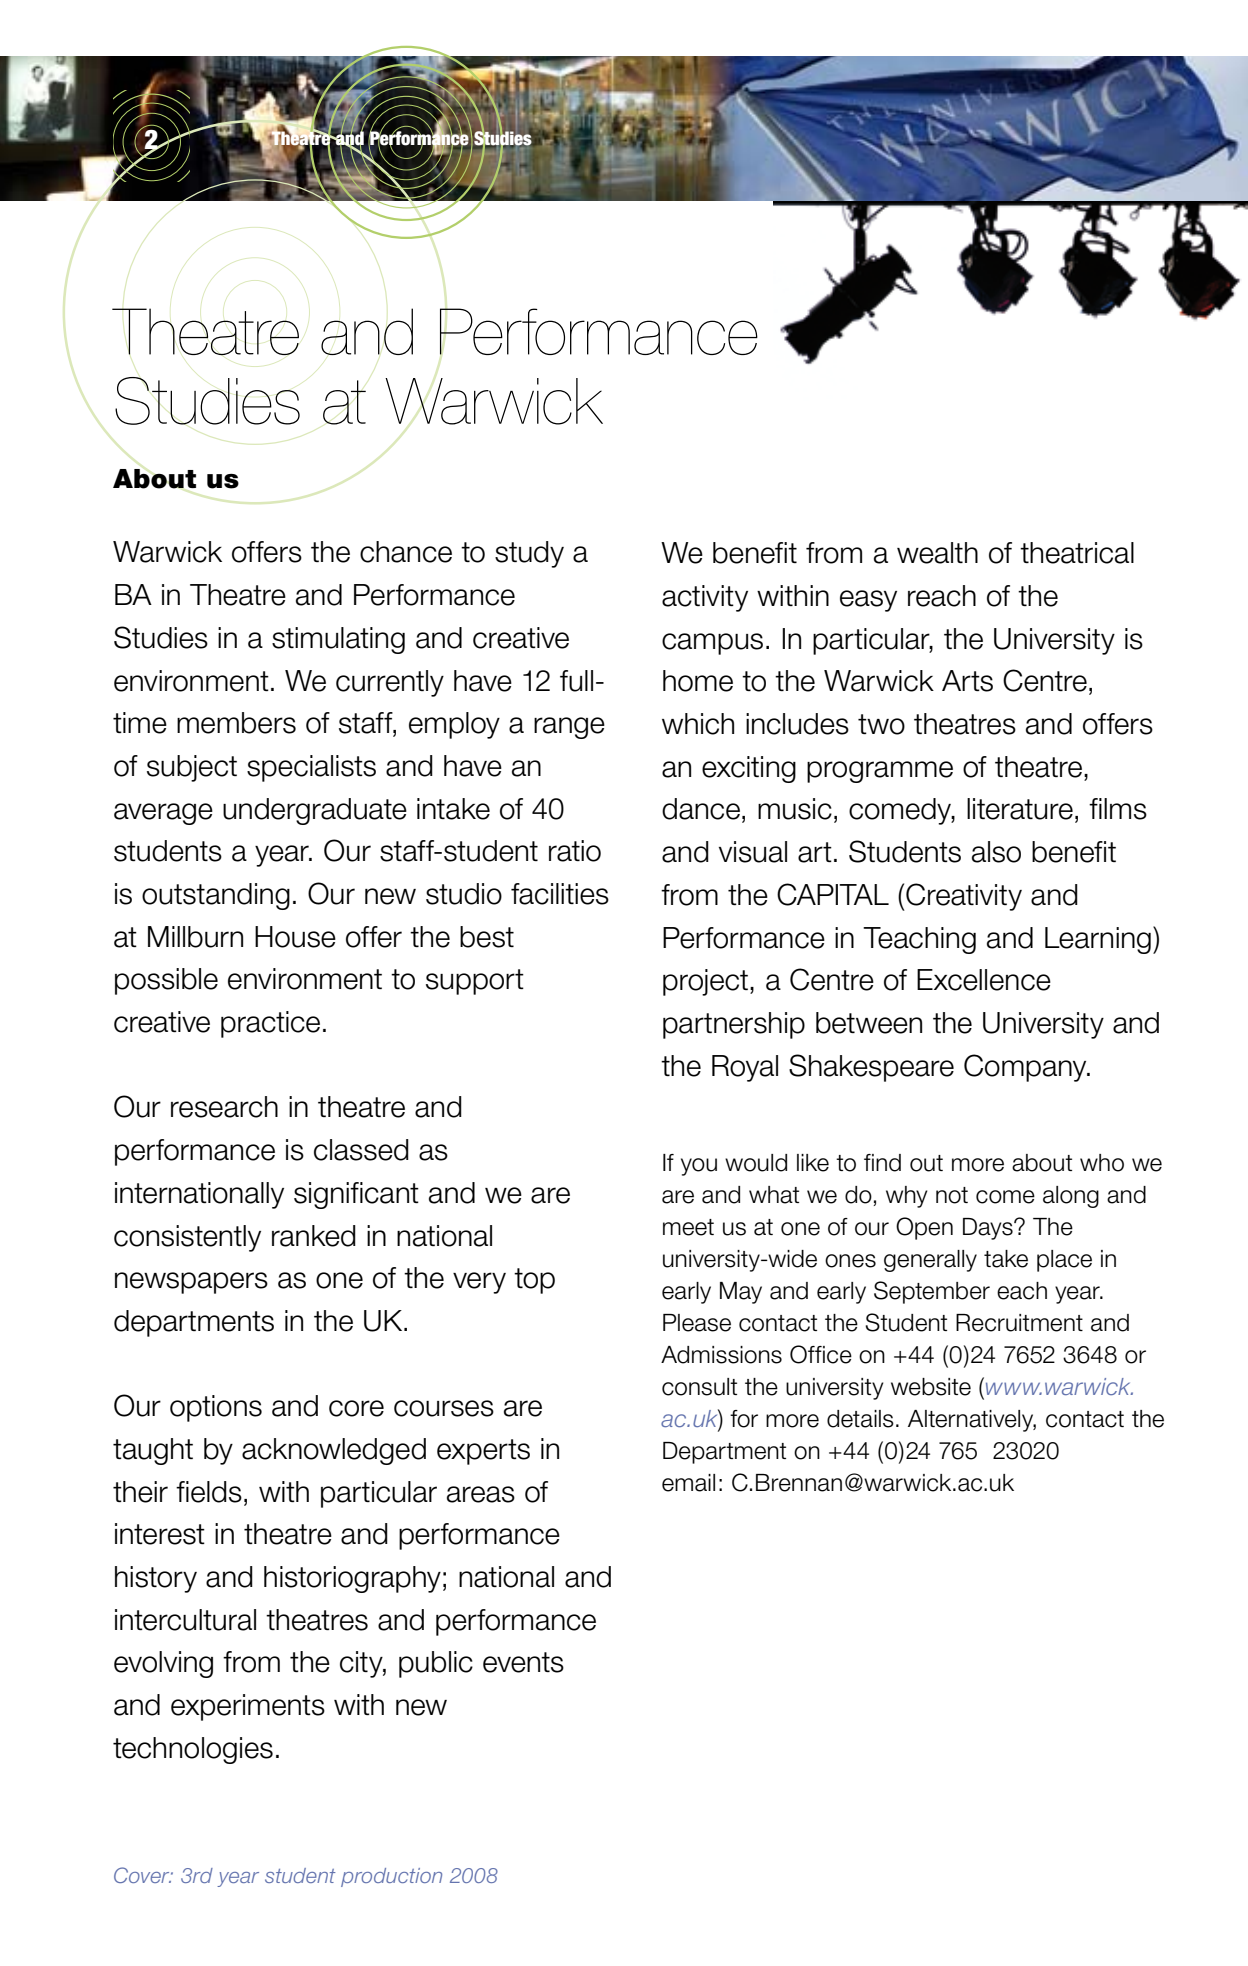 2
Theatre and Performance Studies
THE UNIVERSITY OF
WARWICK
Theatre and Performance
Studies at Warwick
About us
Warwick offers the chance to study a
BA in Theatre and Performance
Studies in a stimulating and creative
environment. We currently have 12 full-
time members of staff, employ a range
of subject specialists and have an
average undergraduate intake of 40
students a year. Our staff-student ratio
is outstanding. Our new studio facilities
at Millburn House offer the best
possible environment to support
creative practice.
Our research in theatre and
performance is classed as
internationally significant and we are
consistently ranked in national
newspapers as one of the very top
departments in the UK.
Our options and core courses are
taught by acknowledged experts in
their fields, with particular areas of
interest in theatre and performance
history and historiography; national and
intercultural theatres and performance
evolving from the city, public events
and experiments with new
technologies.
We benefit from a wealth of theatrical
activity within easy reach of the
campus. In particular, the University is
home to the Warwick Arts Centre,
which includes two theatres and offers
an exciting programme of theatre,
dance, music, comedy, literature, films
and visual art. Students also benefit
from the CAPITAL (Creativity and
Performance in Teaching and Learning)
project, a Centre of Excellence
partnership between the University and
the Royal Shakespeare Company.
If you would like to find out more about who we
are and what we do, why not come along and
meet us at one of our Open Days? The
university-wide ones generally take place in
early May and early September each year.
Please contact the Student Recruitment and
Admissions Office on +44 (0)24 7652 3648 or
consult the university website (www.warwick.
ac.uk) for more details. Alternatively, contact the
Department on +44 (0)24 765  23020
email: C.Brennan@warwick.ac.uk
Cover: 3rd year student production 2008